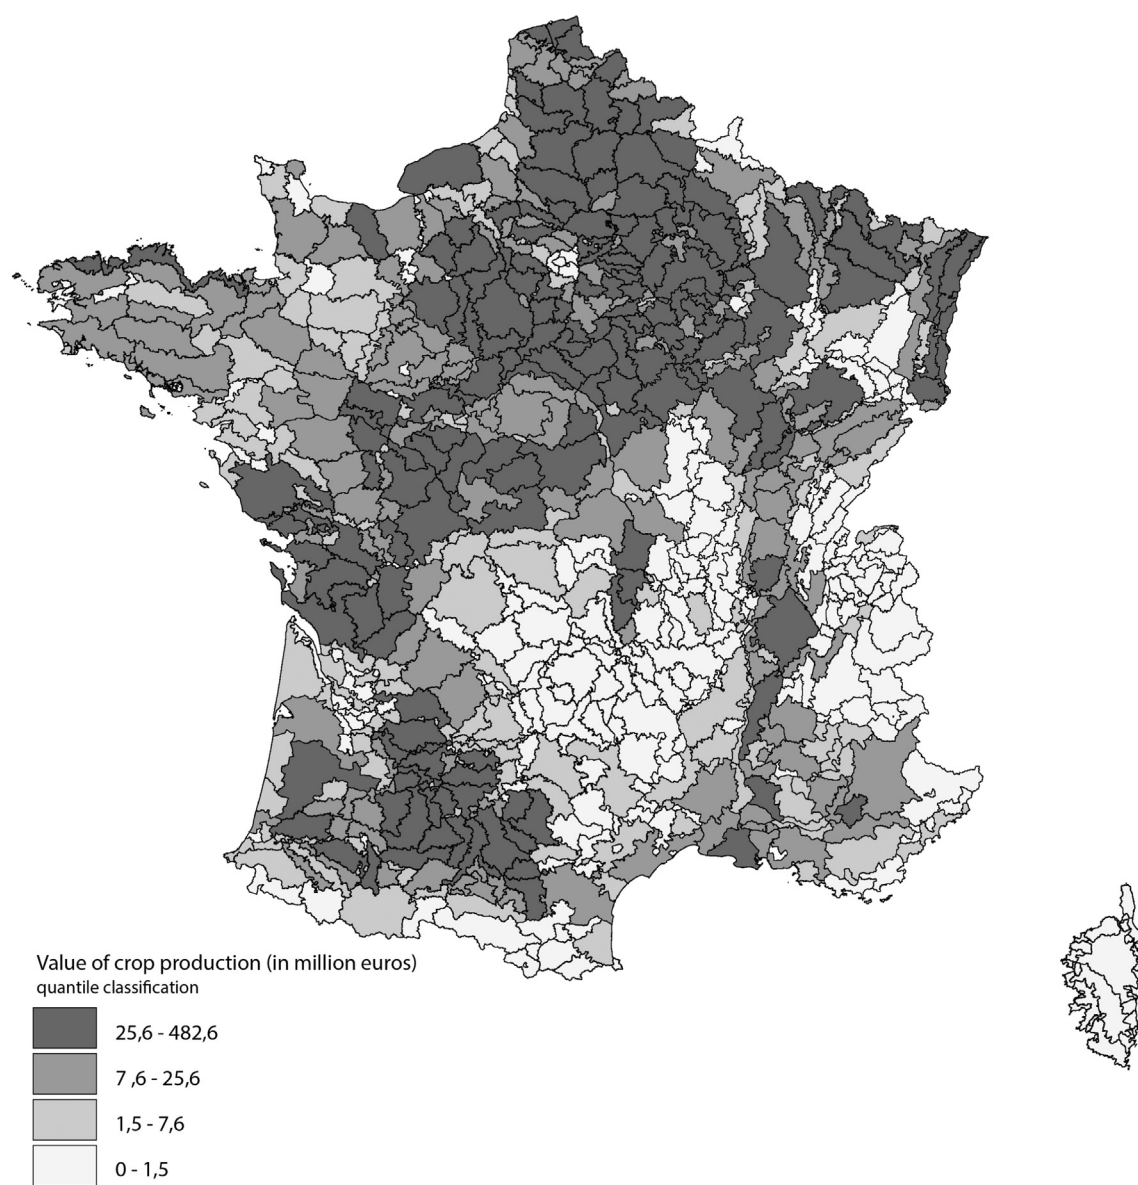 Value of crop production (in million euros)
quantile classification
25,6 - 482,6
7,6 - 25,6
1,5 - 7,6
0 - 1,5